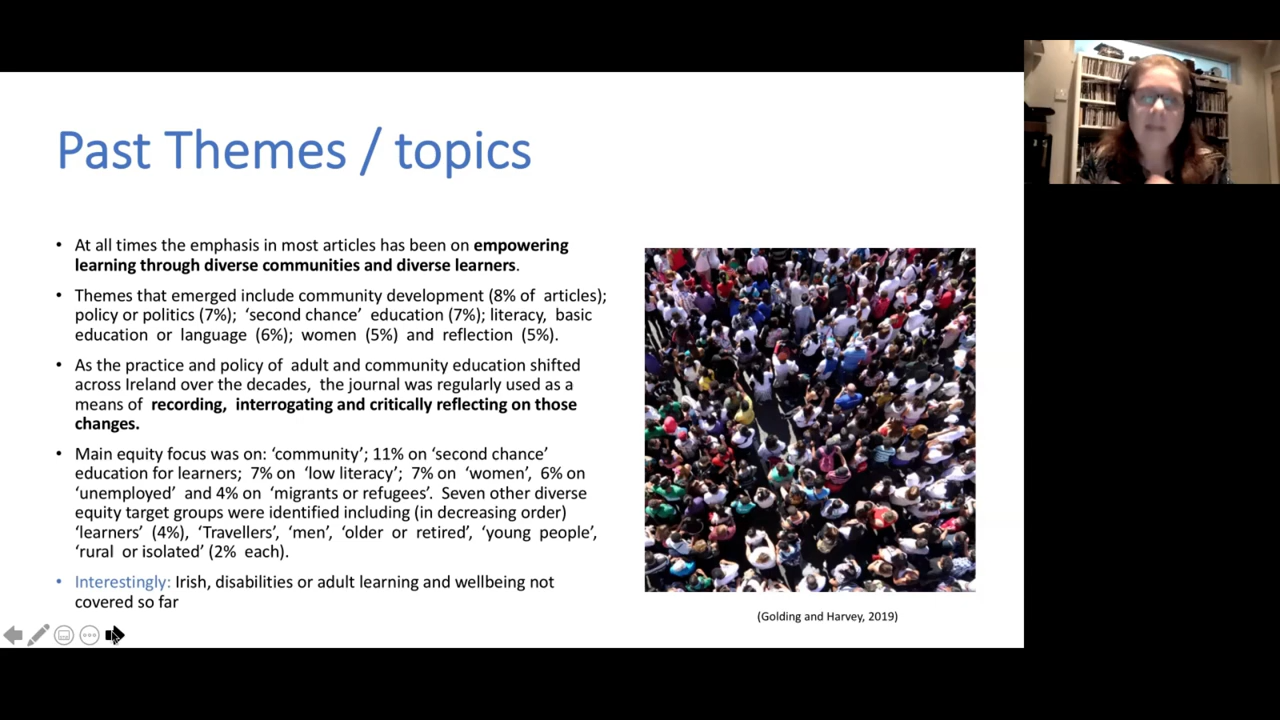 Past Themes / topics
• At all times the emphasis in most articles has been on empowering
learning through diverse communities and diverse learners.
• Themes that emerged include community development (8% of articles);
policy or politics (7%); ‘second chance’ education (7%); literacy, basic
education or language (6%); women (5%) and reflection (5%).
• As the practice and policy of adult and community education shifted
across Ireland over the decades, the journal was regularly used as a
means of recording, interrogating and critically reflecting on those
changes.
• Main equity focus was on: ‘community’; 11% on ‘second chance’
education for learners; 7% on ‘low literacy’; 7% on ‘women’, 6% on
‘unemployed’ and 4% on ‘migrants or refugees’. Seven other diverse
equity target groups were identified including (in decreasing order)
‘learners’ (4%), ‘Travellers’, ‘men’, ‘older or retired’, ‘young people’,
‘rural or isolated’ (2% each).
• Interestingly: Irish, disabilities or adult learning and wellbeing not
covered so far
(Golding and Harvey, 2019)